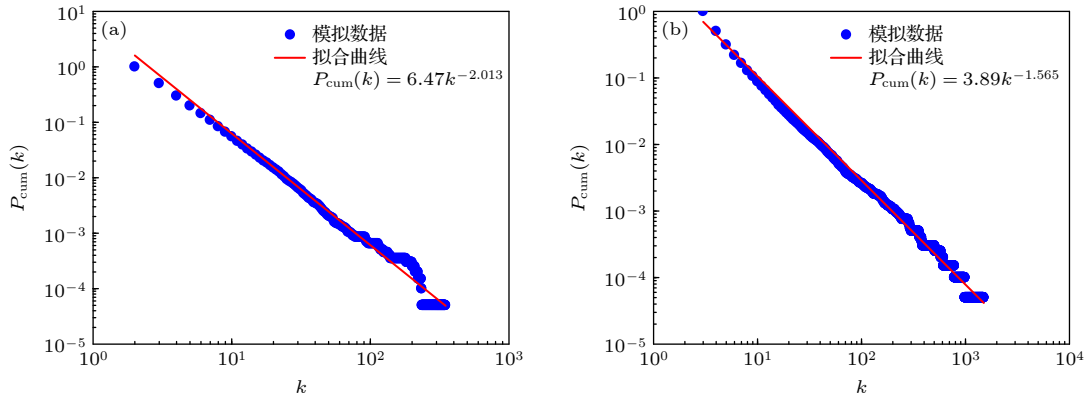 (a)
模拟数据
拟合曲线
P_cum(k) = 6.47k^{-2.013}
10^1
10^0
10^{-1}
10^{-2}
10^{-3}
10^{-4}
10^{-5}
P_cum(k)
10^0 10^1 10^2 10^3
k
(b)
模拟数据
拟合曲线
P_cum(k) = 3.89k^{-1.565}
10^0
10^{-1}
10^{-2}
10^{-3}
10^{-4}
10^{-5}
P_cum(k)
10^0 10^1 10^2 10^3 10^4
k